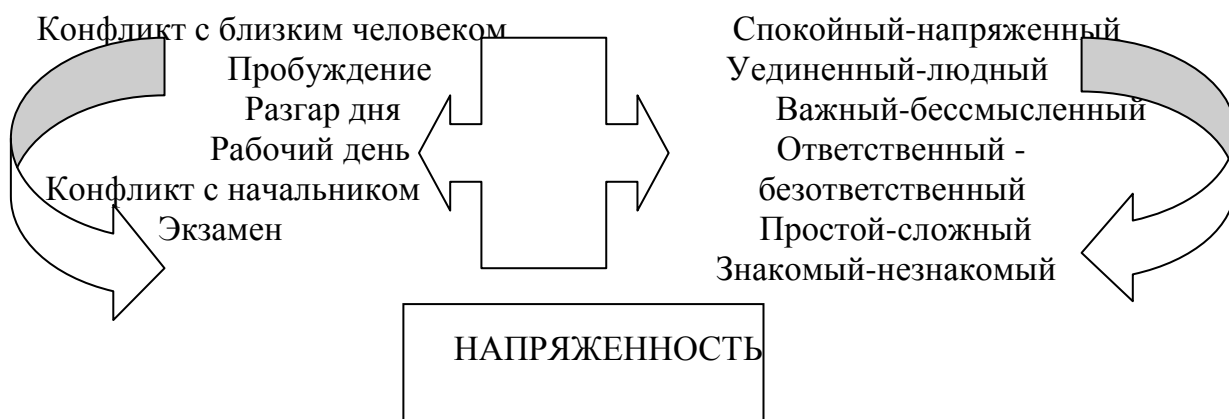 Конфликт с близким человеком
Пробуждение
Разгар дня
Рабочий день
Конфликт с начальником
Экзамен
Спокойный-напряженный
Уединенный-людный
Важный-бессмысленный
Ответственный -
безответственный
Простой-сложный
Знакомый-незнакомый
НАПРЯЖЕННОСТЬ